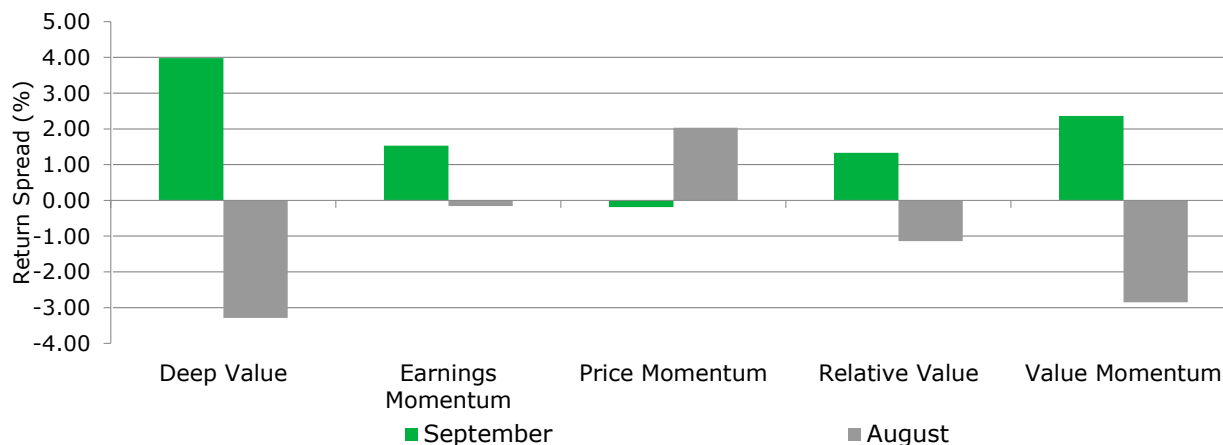 Return Spread (%)
5.00
4.00
3.00
2.00
1.00
0.00
-1.00
-2.00
-3.00
-4.00
Deep Value
Earnings
Momentum
Price Momentum
Relative Value
Value Momentum
September
August